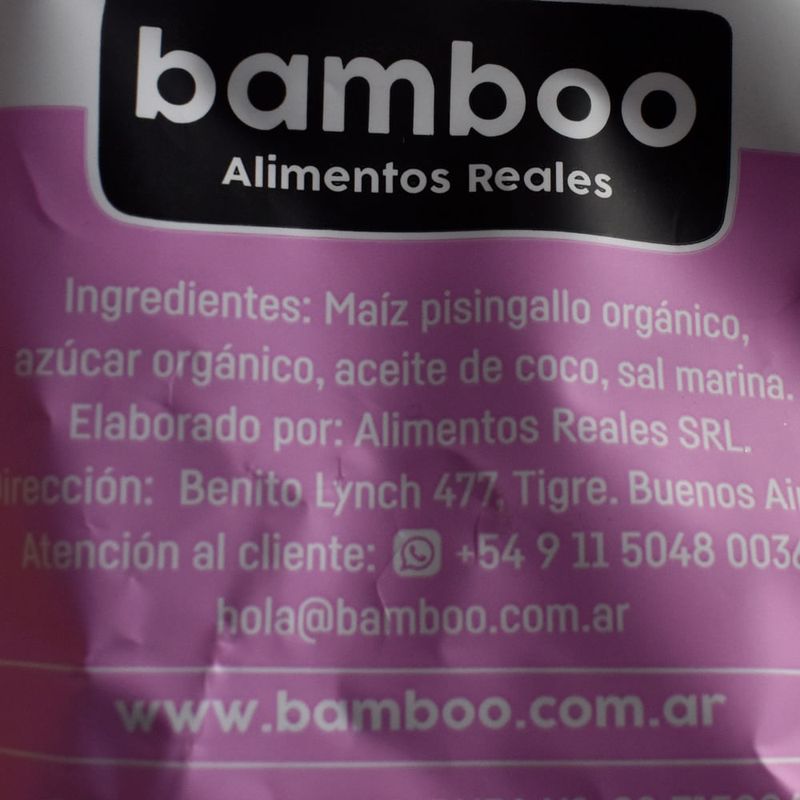 bamboo
Alimentos Reales
Ingredientes: Maíz pisingallo orgánico,
azúcar orgánico, aceite de coco, sal marina.
Elaborado por: Alimentos Reales SRL.
Dirección: Benito Lynch 477, Tigre. Buenos
Atención al cliente: +54 9 11 5048 0036
hola@bamboo.com.ar
www.bamboo.com.ar